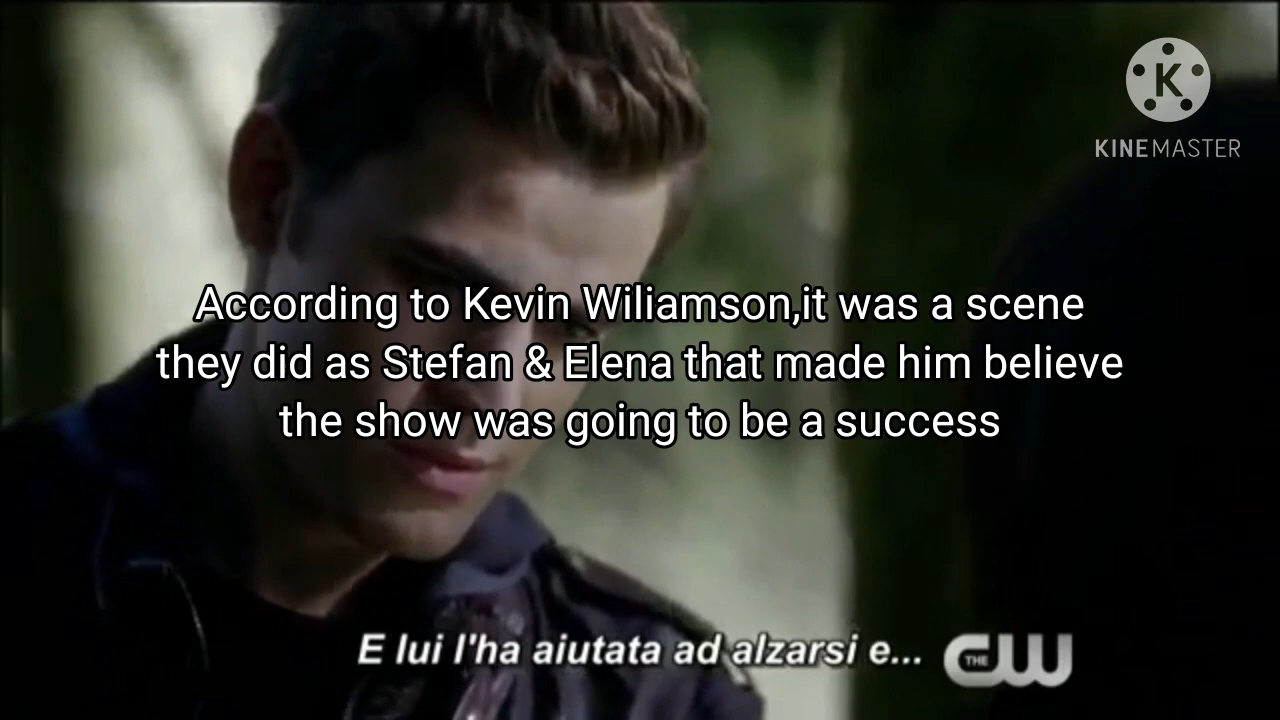 K
KINEMASTER
According to Kevin Wiliamson,it was a scene
they did as Stefan & Elena that made him believe
the show was going to be a success
E lui l'ha aiutata ad alzarsi e...
THE CW